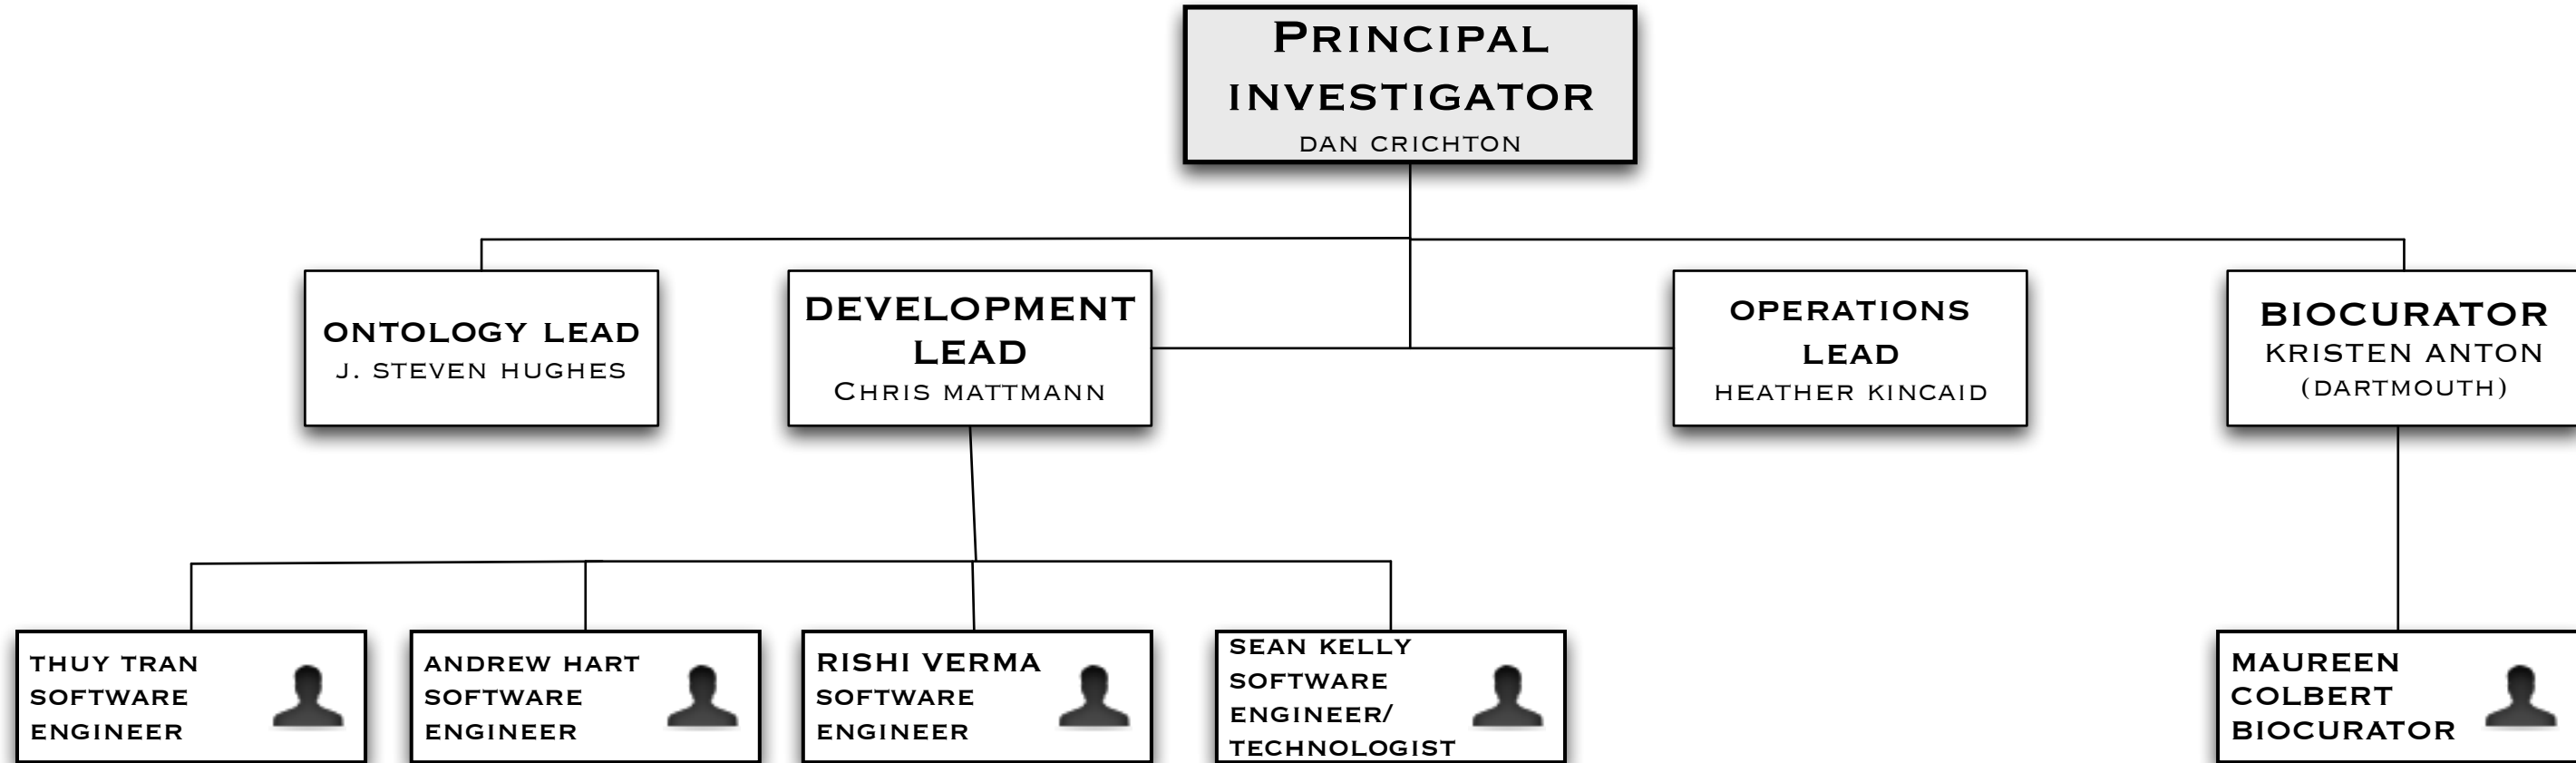 PRINCIPAL
INVESTIGATOR
DAN CRICHTON
ONTOLOGY LEAD
J. STEVEN HUGHES
DEVELOPMENT
LEAD
CHRIS MATTMANN
OPERATIONS
LEAD
HEATHER KINCAID
BIOCURATOR
KRISTEN ANTON
(DARTMOUTH)
THUY TRAN
SOFTWARE
ENGINEER
ANDREW HART
SOFTWARE
ENGINEER
RISHI VERMA
SOFTWARE
ENGINEER
SEAN KELLY
SOFTWARE
ENGINEER/
TECHNOLOGIST
MAUREEN
COLBERT
BIOCURATOR